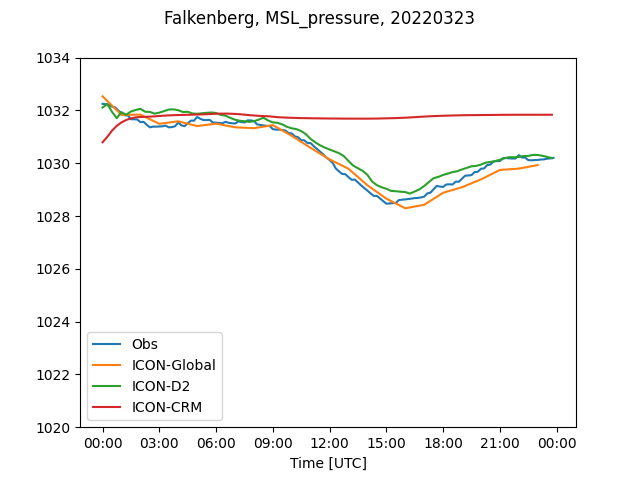 Falkenberg, MSL_pressure, 20220323
1034
1032
1030
1028
1026
1024
1022
1020
Obs
ICON-Global
ICON-D2
ICON-CRM
00:00 03:00 06:00 09:00 12:00 15:00 18:00 21:00 00:00
Time [UTC]